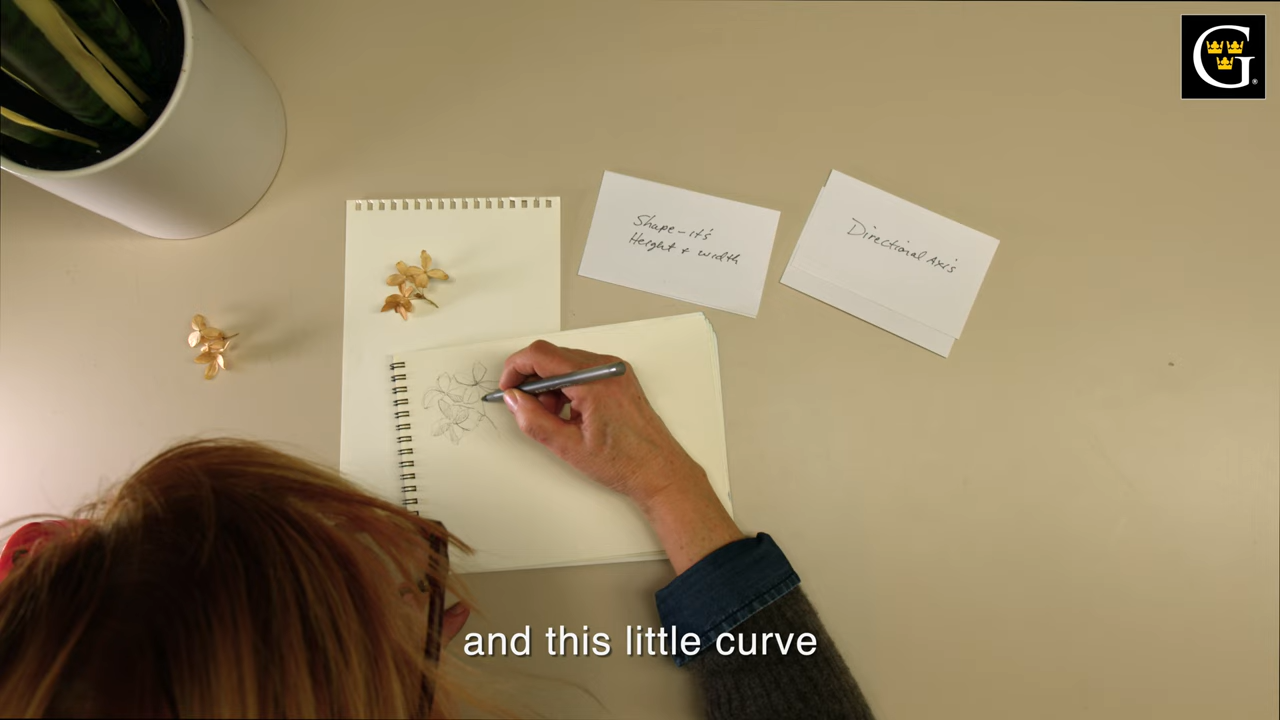 G
Shape - it's
Height + width
Directional Axis
and this little curve